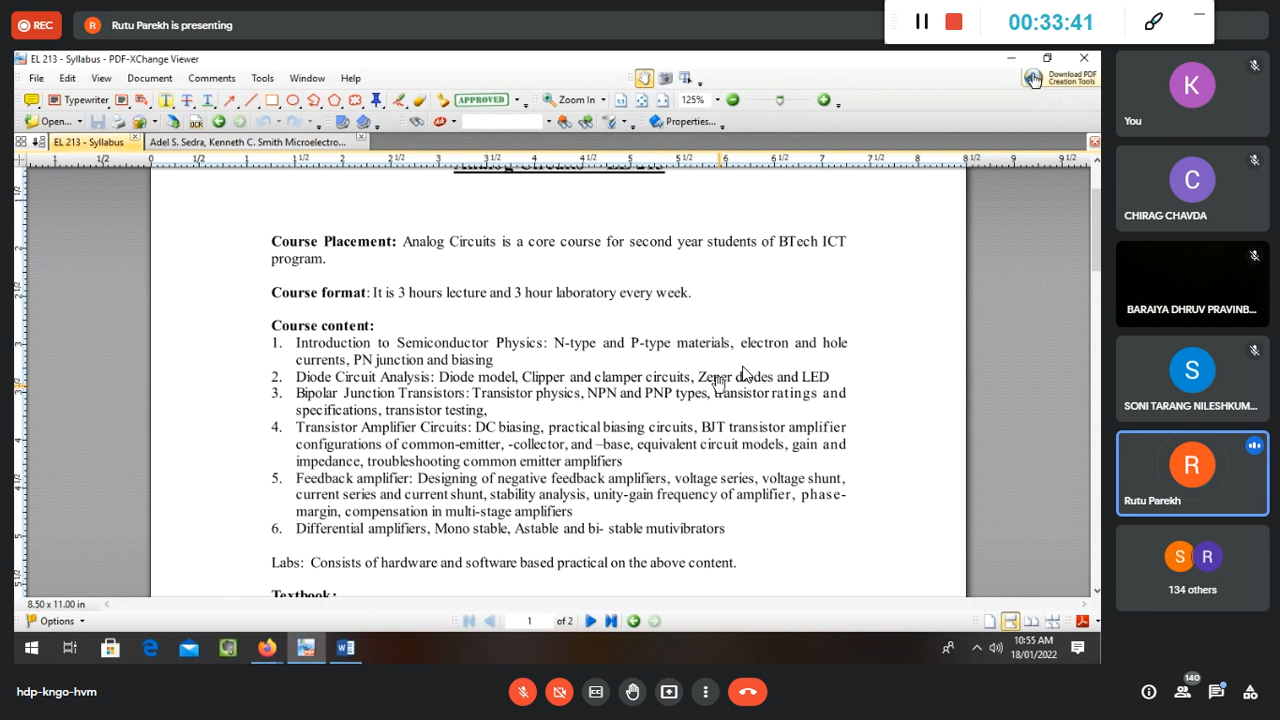 REC
R
Rutu Parekh is presenting
00:33:41
EL 213 - Syllabus - PDF-XChange Viewer
File Edit View Document Comments Tools Window Help
Download PDF
Creation Tools
Typewriter
APPROVED
Zoom In
125%
Open...
OCR
Properties...
EL 213 - Syllabus
Adel S. Sedra, Kenneth C. Smith Microelectro...
Course Placement: Analog Circuits is a core course for second year students of BTech ICT
program.
Course format: It is 3 hours lecture and 3 hour laboratory every week.
Course content:
1. Introduction to Semiconductor Physics: N-type and P-type materials, electron and hole
currents, PN junction and biasing
2. Diode Circuit Analysis: Diode model, Clipper and clamper circuits, Zener diodes and LED
3. Bipolar Junction Transistors: Transistor physics, NPN and PNP types, transistor ratings and
specifications, transistor testing,
4. Transistor Amplifier Circuits: DC biasing, practical biasing circuits, BJT transistor amplifier
configurations of common-emitter, -collector, and –base, equivalent circuit models, gain and
impedance, troubleshooting common emitter amplifiers
5. Feedback amplifier: Designing of negative feedback amplifiers, voltage series, voltage shunt,
current series and current shunt, stability analysis, unity-gain frequency of amplifier, phase-
margin, compensation in multi-stage amplifiers
6. Differential amplifiers, Mono stable, Astable and bi- stable mutivibrators
Labs: Consists of hardware and software based practical on the above content.
Textbook:
8.50 x 11.00 in
Options
1 of 2
10:55 AM
18/01/2022
hdp-kngo-hvm
K
You
C
CHIRAG CHAVDA
BARAIYA DHRUV PRAVINB...
S
SONI TARANG NILESHKUM...
R
Rutu Parekh
S R
134 others
140